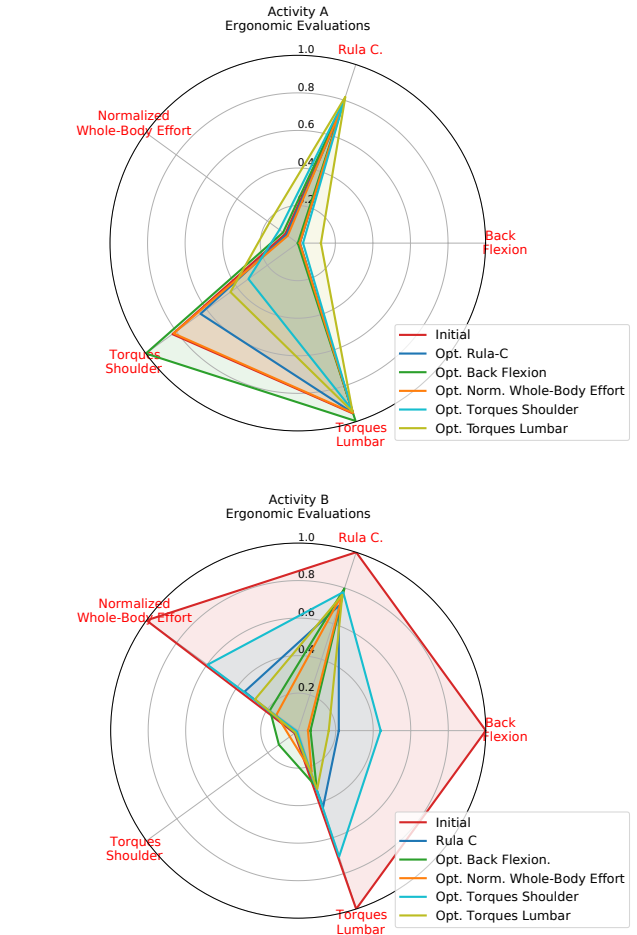 Activity A
Ergonomic Evaluations
1.0
Rula C.
0.8
Normalized
Whole-Body Effort
0.6
0.4
0.2
Back
Flexion
Torques
Shoulder
Torques
Lumbar
Initial
Opt. Rula-C
Opt. Back Flexion
Opt. Norm. Whole-Body Effort
Opt. Torques Shoulder
Opt. Torques Lumbar
Activity B
Ergonomic Evaluations
1.0
Rula C.
0.8
Normalized
Whole-Body Effort
0.6
0.4
0.2
Back
Flexion
Torques
Shoulder
Torques
Lumbar
Initial
Rula C
Opt. Back Flexion.
Opt. Norm. Whole-Body Effort
Opt. Torques Shoulder
Opt. Torques Lumbar